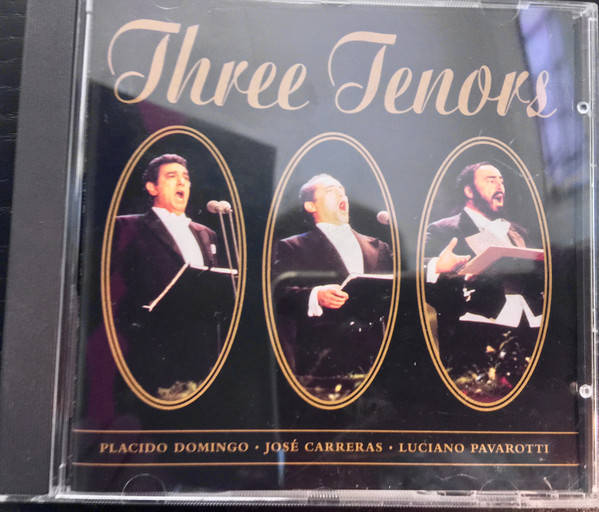 Three Tenors
PLACIDO DOMINGO · JOSÉ CARRERAS · LUCIANO PAVAROTTI